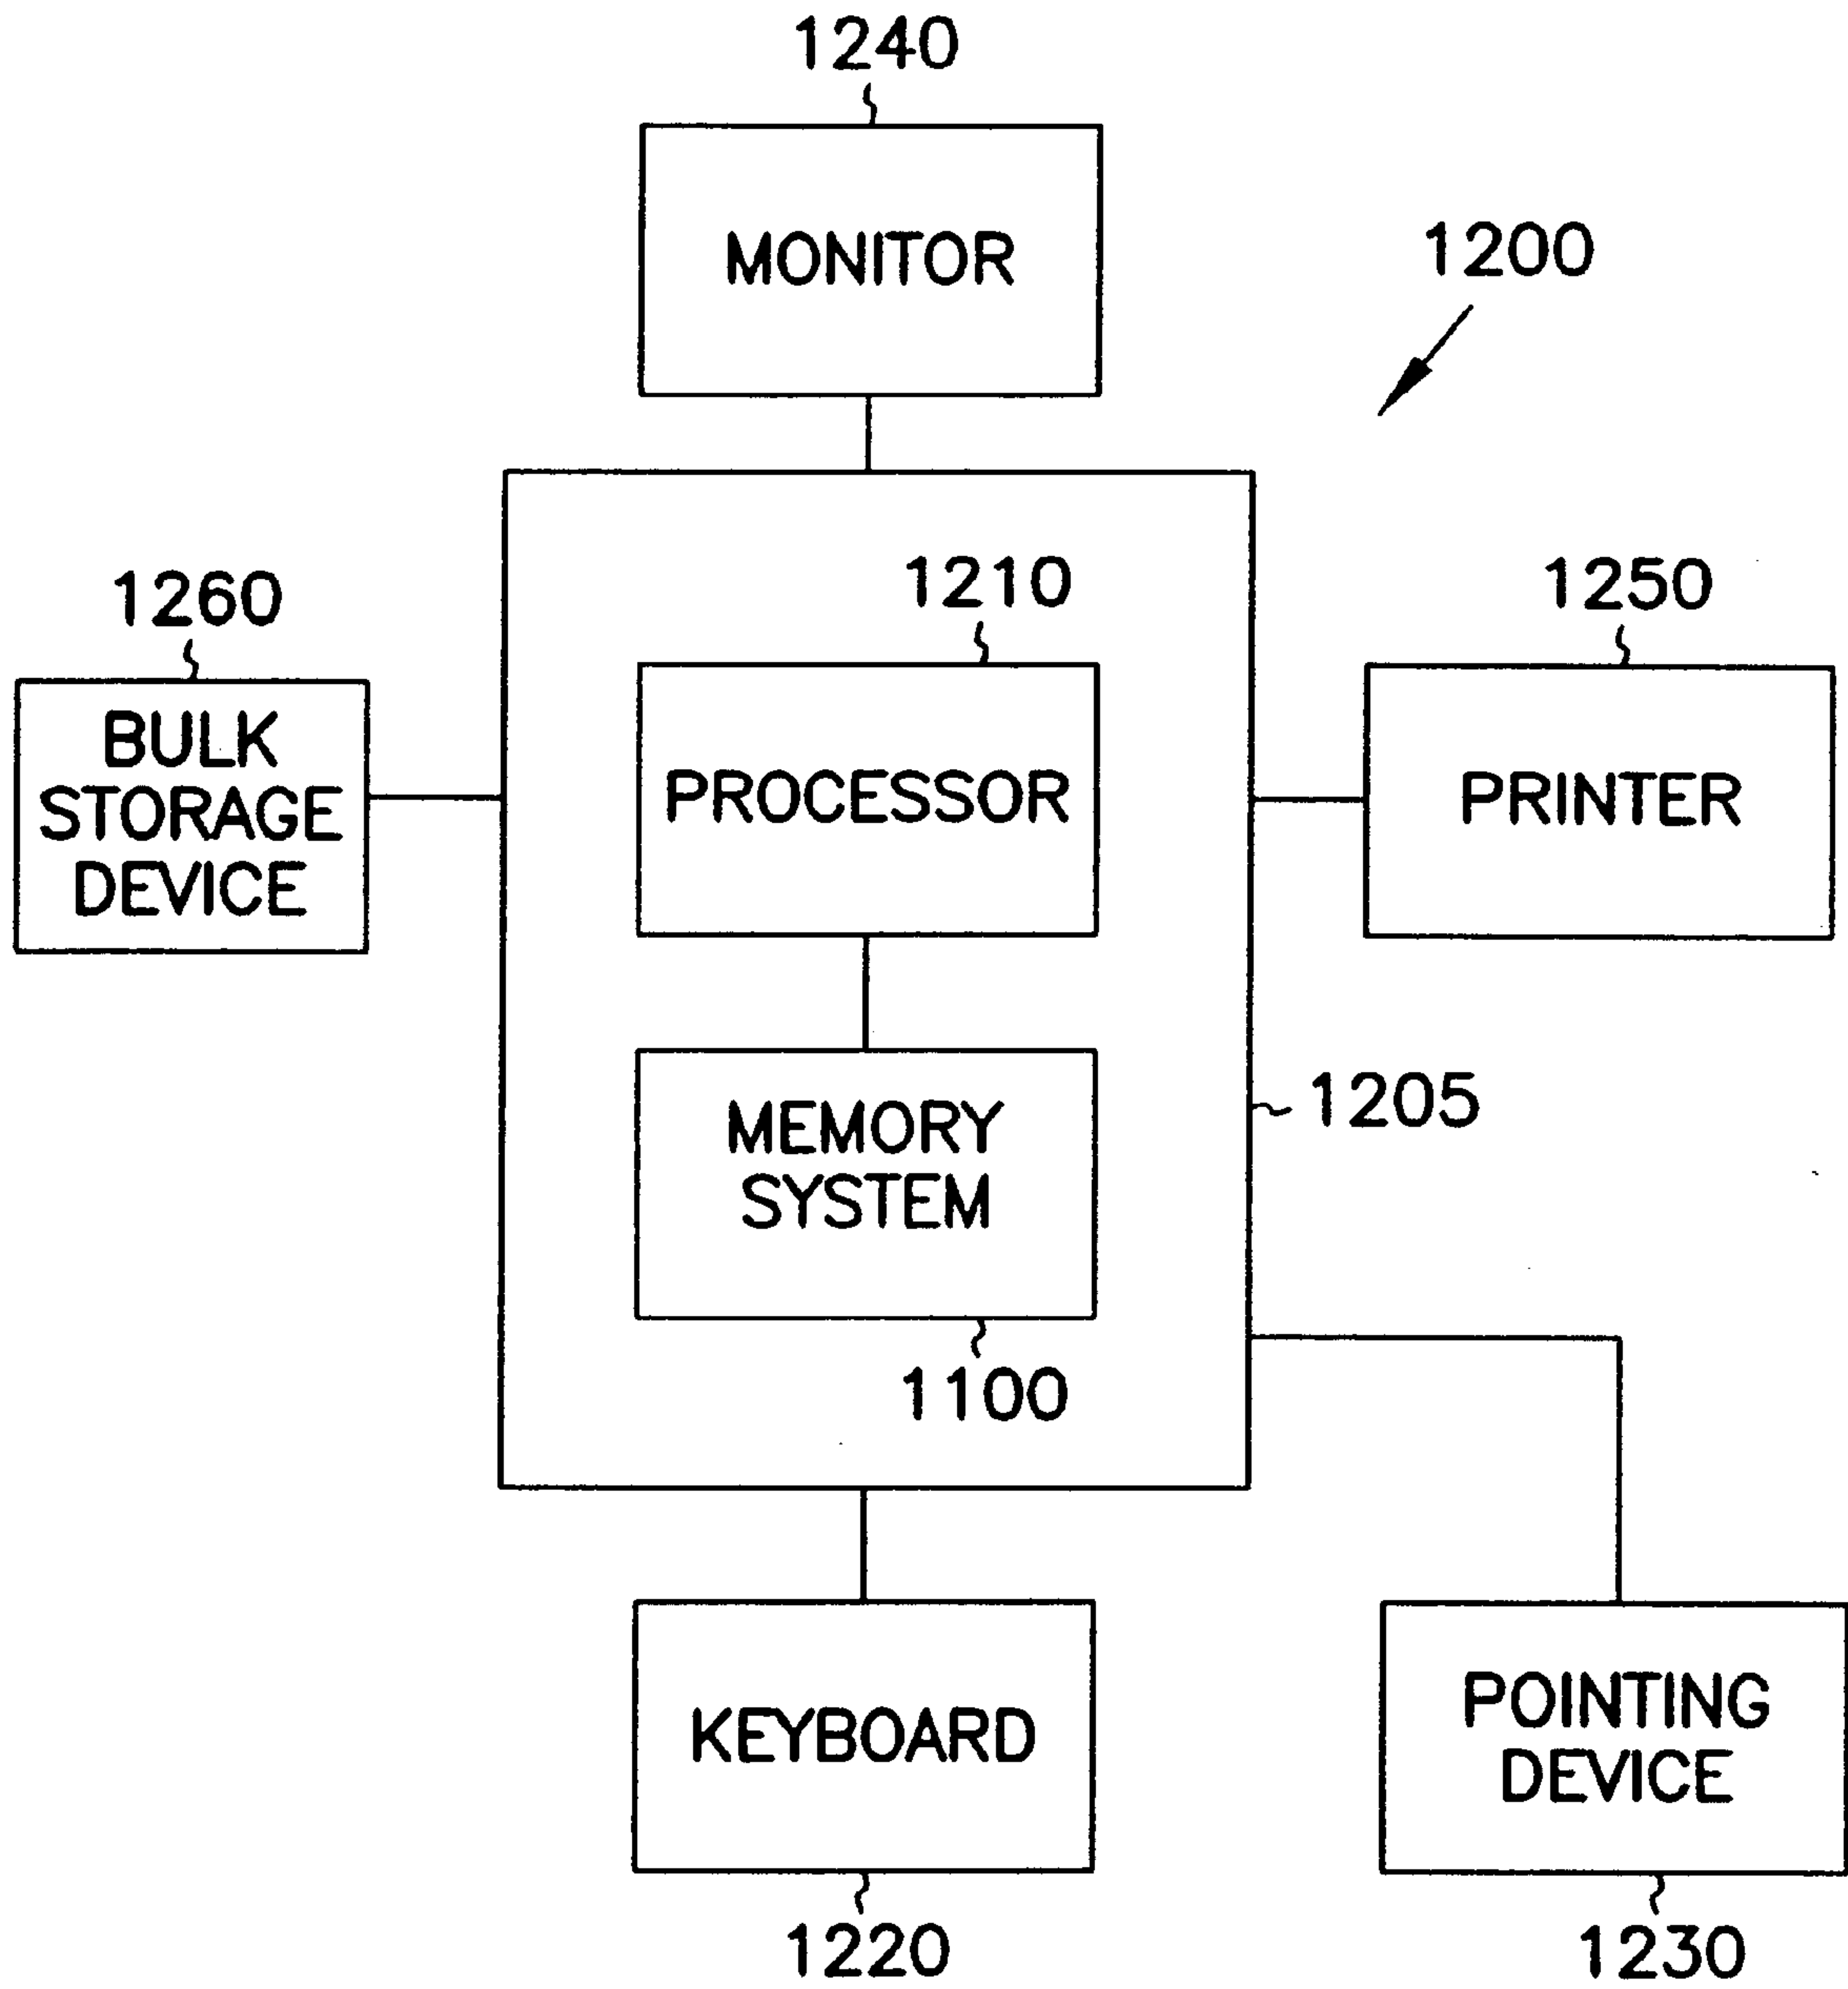 1240
MONITOR
1200
1260
BULK
STORAGE
DEVICE
1210
PROCESSOR
1250
PRINTER
MEMORY
SYSTEM
1205
1100
KEYBOARD
1220
POINTING
DEVICE
1230